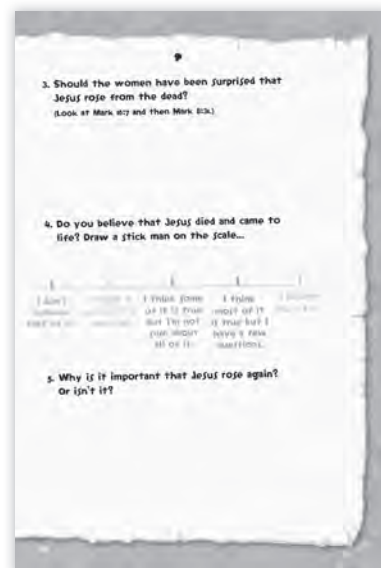 9
3. Should the women have been surprised that
Jesus rose from the dead?
(Look at Mark 16:7 and then Mark 8:31.)
4. Do you believe that Jesus died and came to
life? Draw a stick man on the scale...
I don't
I think some
of it is true
but I'm not
sure about
all of it.
I think
most of it
is true but I
have a few
questions.
5. Why is it important that Jesus rose again?
Or isn't it?